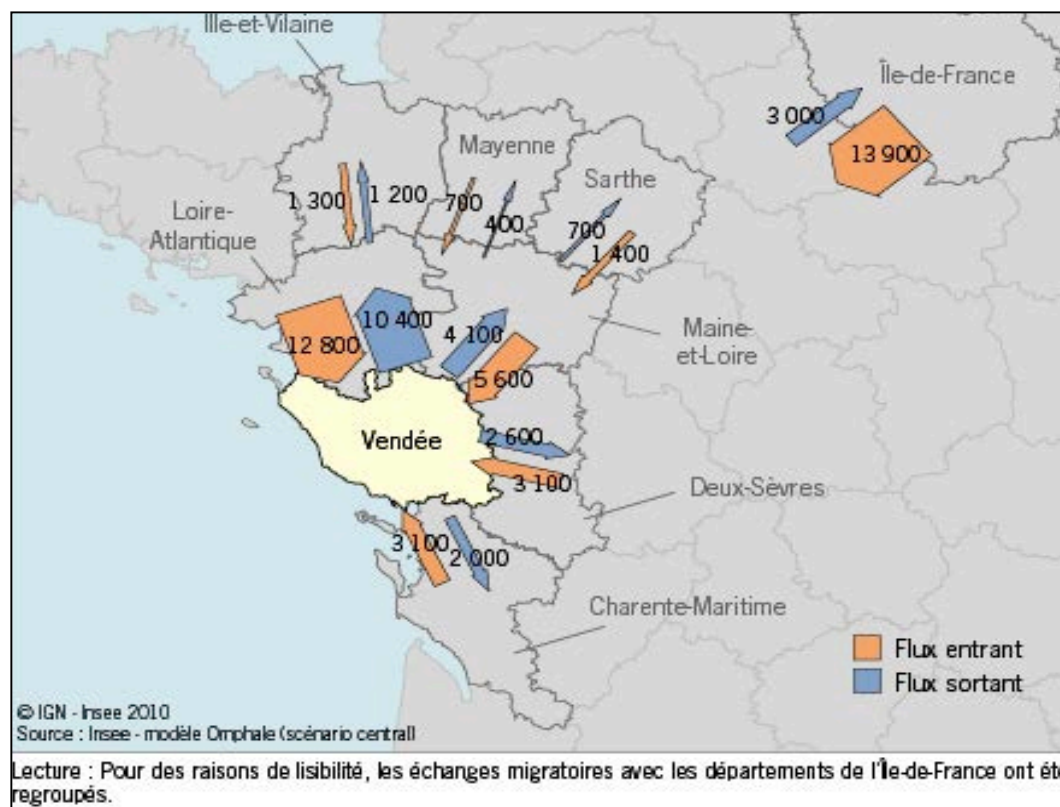 Ille-et-Vilaine
Île-de-France
3 000
13 900
Mayenne
Sarthe
1 300
1 200
700
400
700
1 400
Loire-
Atlantique
12 800
10 400
4 100
5 600
Maine-
et-Loire
Vendée
2 600
3 100
Deux-Sèvres
3 100
2 000
Charente-Maritime
Flux entrant
Flux sortant
© IGN - Insee 2010
Source : Insee - modèle Omphale (scénario central)
Lecture : Pour des raisons de lisibilité, les échanges migratoires avec les départements de l'Île-de-France ont été
regroupés.